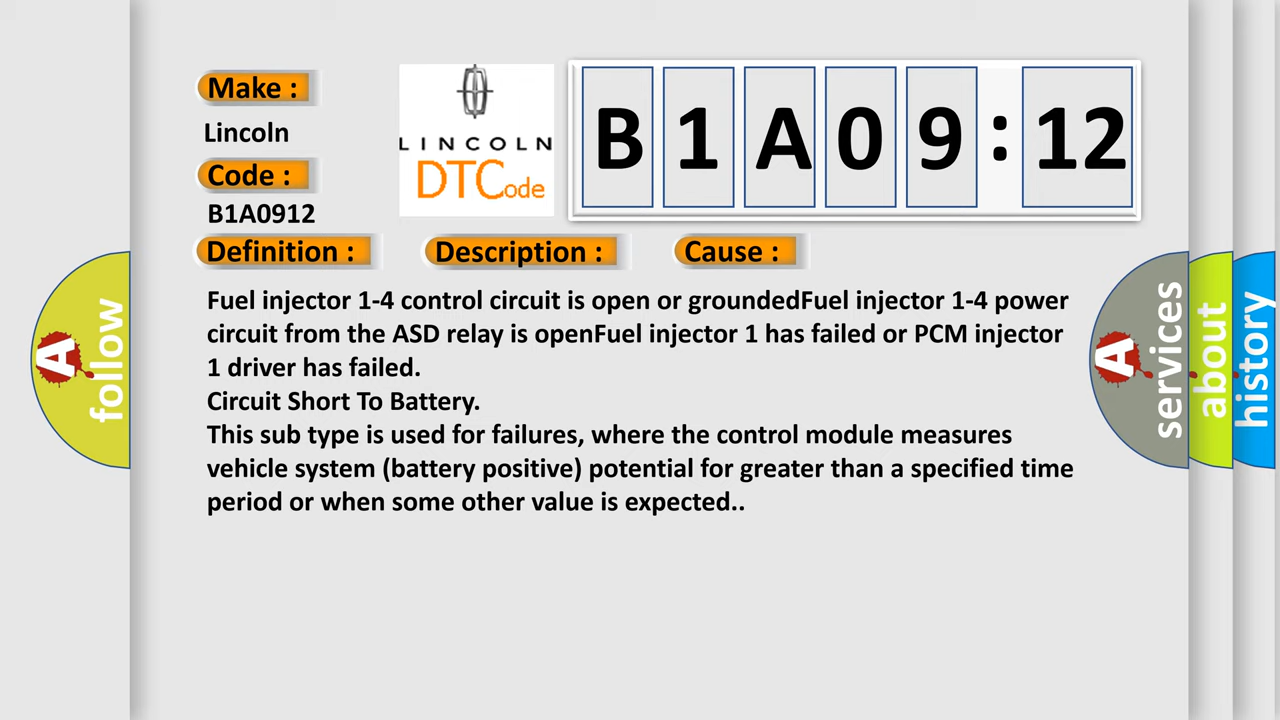 Make :
Lincoln
Code :
B1A0912
LINCOLN
DTCode
B1A09:12
Definition :
Description :
Cause :
Fuel injector 1-4 control circuit is open or groundedFuel injector 1-4 power
circuit from the ASD relay is openFuel injector 1 has failed or PCM injector
1 driver has failed.
Circuit Short To Battery.
This sub type is used for failures, where the control module measures
vehicle system (battery positive) potential for greater than a specified time
period or when some other value is expected..
A follow
A services
about
history